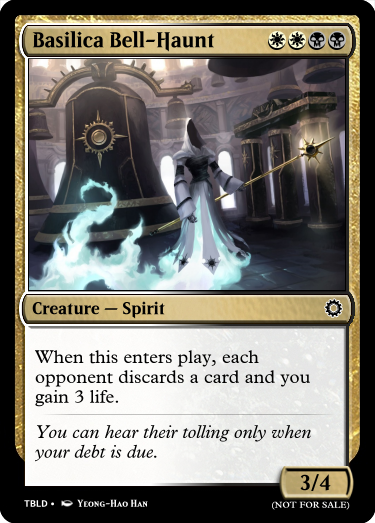 Basilica Bell-Haunt
Creature — Spirit
When this enters play, each
opponent discards a card and you
gain 3 life.
You can hear their tolling only when
your debt is due.
3/4
TBLD • Yeong-Hao Han
(NOT FOR SALE)